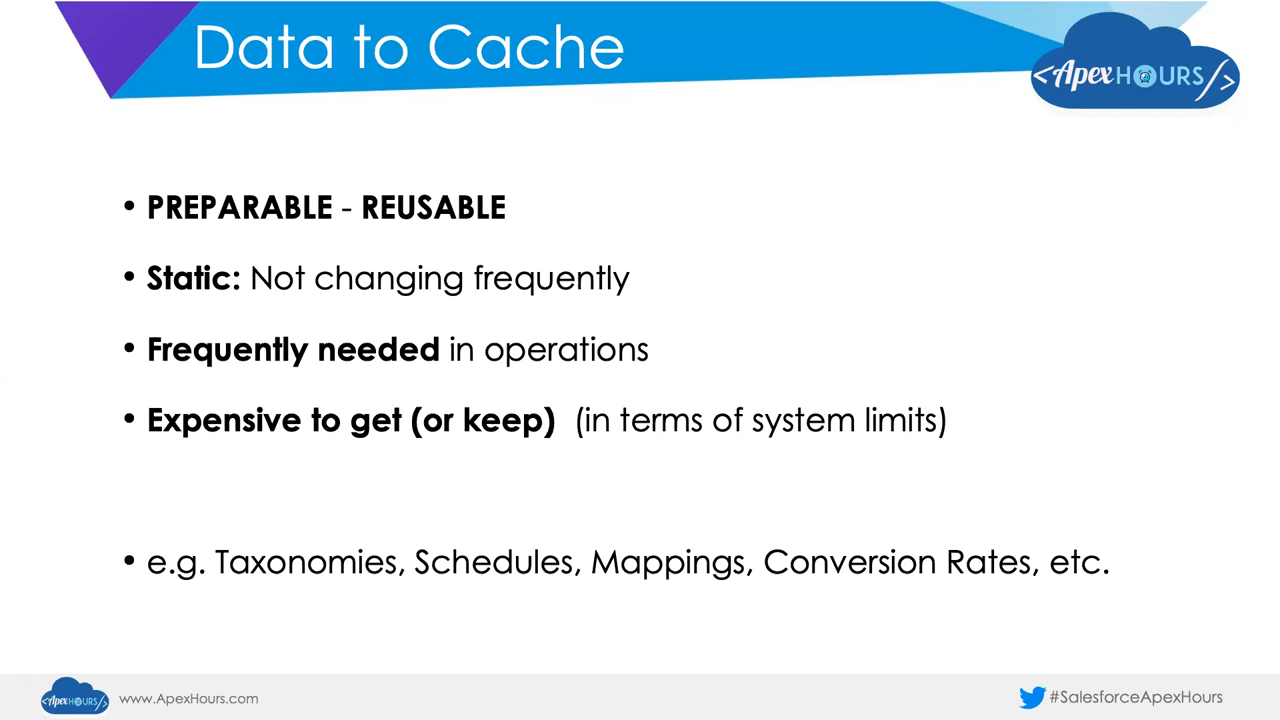 Data to Cache
<ApexHOURS/>
• PREPARABLE - REUSABLE
• Static: Not changing frequently
• Frequently needed in operations
• Expensive to get (or keep) (in terms of system limits)
• e.g. Taxonomies, Schedules, Mappings, Conversion Rates, etc.
<ApexHOURS/>
www.ApexHours.com
#SalesforceApexHours